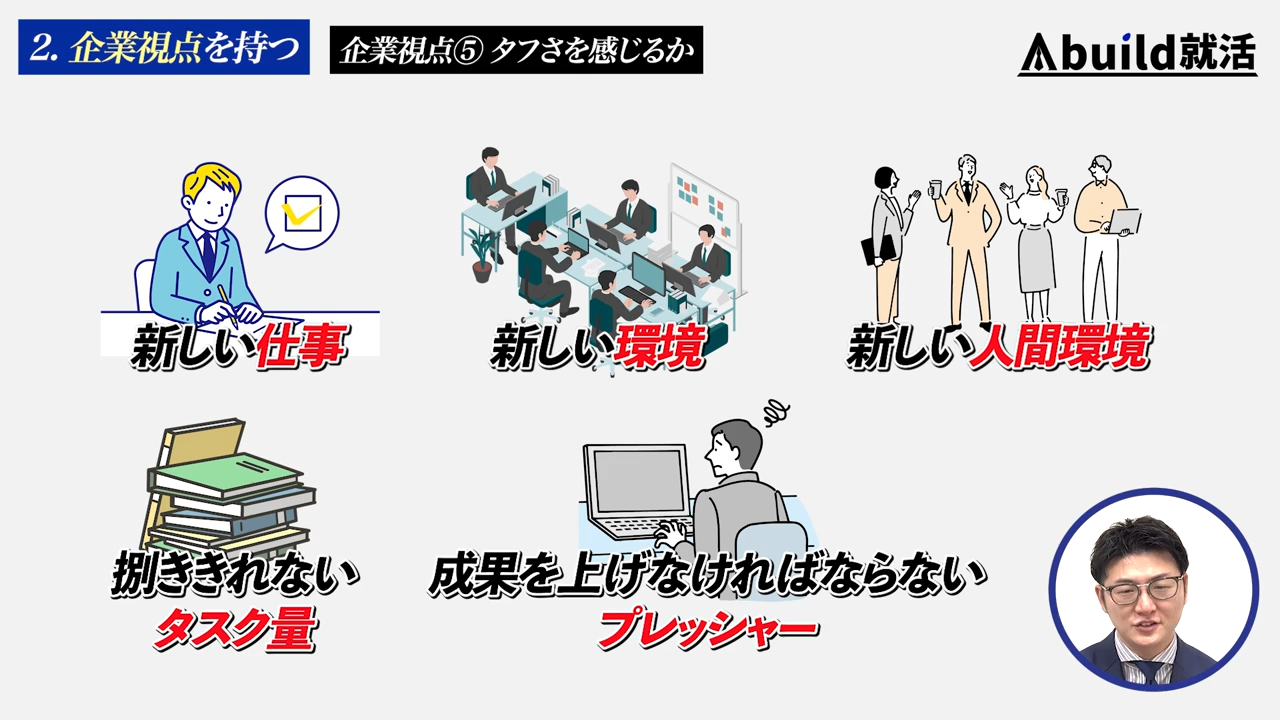 2. 企業視点を持つ
企業視点⑤ タフさを感じるか
Abuild就活
新しい仕事
新しい環境
新しい人間環境
捌ききれない
タスク量
成果を上げなければならない
プレッシャー